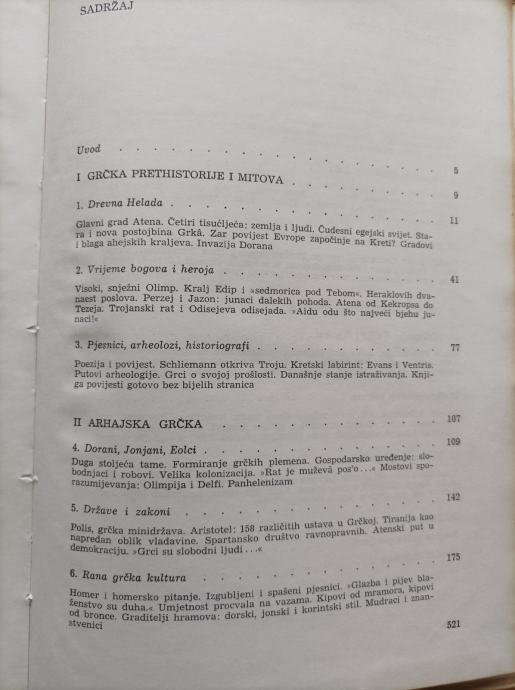 SADRŽAJ
Uvod . . . . . . . . . . . . . . 5
I GRČKA PRETHISTORIJE I MITOVA . . . . . . . 9
1. Drevna Helada . . . . . . . . . . . . 11
Glavni grad Atena. Četiri tisućljeća: zemlja i ljudi. Čudesni egejski svijet. Sta-
ra i nova postojbina Grkâ. Zar povijest Evrope započinje na Kreti? Gradovi
i blaga ahejskih kraljeva. Invazija Dorana
2. Vrijeme bogova i heroja . . . . . . . . . . 41
Visoki, snježni Olimp. Kralj Edip i »sedmorica pod Tebom«. Heraklovih dva-
naest poslova. Perzej i Jazon: junaci dalekih pohoda. Atena od Kekropsa do
Tezeja. Trojanski rat i Odisejeva odisejada. »Aidu odu što najveći bjehu ju-
naci!«
3. Pjesnici, arheolozi, historiografi . . . . . . . . 77
Poezija i povijest. Schliemann otkriva Troju. Kretski labirint: Evans i Ventris.
Putovi arheologije. Grci o svojoj prošlosti. Današnje stanje istraživanja. Knji-
ga povijesti gotovo bez bijelih stranica
II ARHAJSKA GRČKA . . . . . . . . . . 107
4. Dorani, Jonjani, Eolci . . . . . . . . . . 109
Duga stoljeća tame. Formiranje grčkih plemena. Gospodarsko uređenje: slo-
bodnjaci i robovi. Velika kolonizacija. »Rat je muževâ pos'o...« Mostovi spo-
razumijevanja: Olimpija i Delfi. Panhelenizam
5. Države i zakoni . . . . . . . . . . . . 142
Polis, grčka minidržava. Aristotel: 158 različitih ustava u Grčkoj. Tiranija kao
napredan oblik vladavine. Spartansko društvo ravnopravnih. Atenski put u
demokraciju. »Grci su slobodni ljudi...«
6. Rana grčka kultura . . . . . . . . . . . 175
Homer i homersko pitanje. Izgubljeni i spašeni pjesnici. »Glazba i pijev bla-
ženstvo su duha.« Umjetnost procvala na vazama. Kipovi od mramora, kipovi
od bronce. Graditelji hramova: dorski, jonski i korintski stil. Mudraci i znan-
stvenici
521